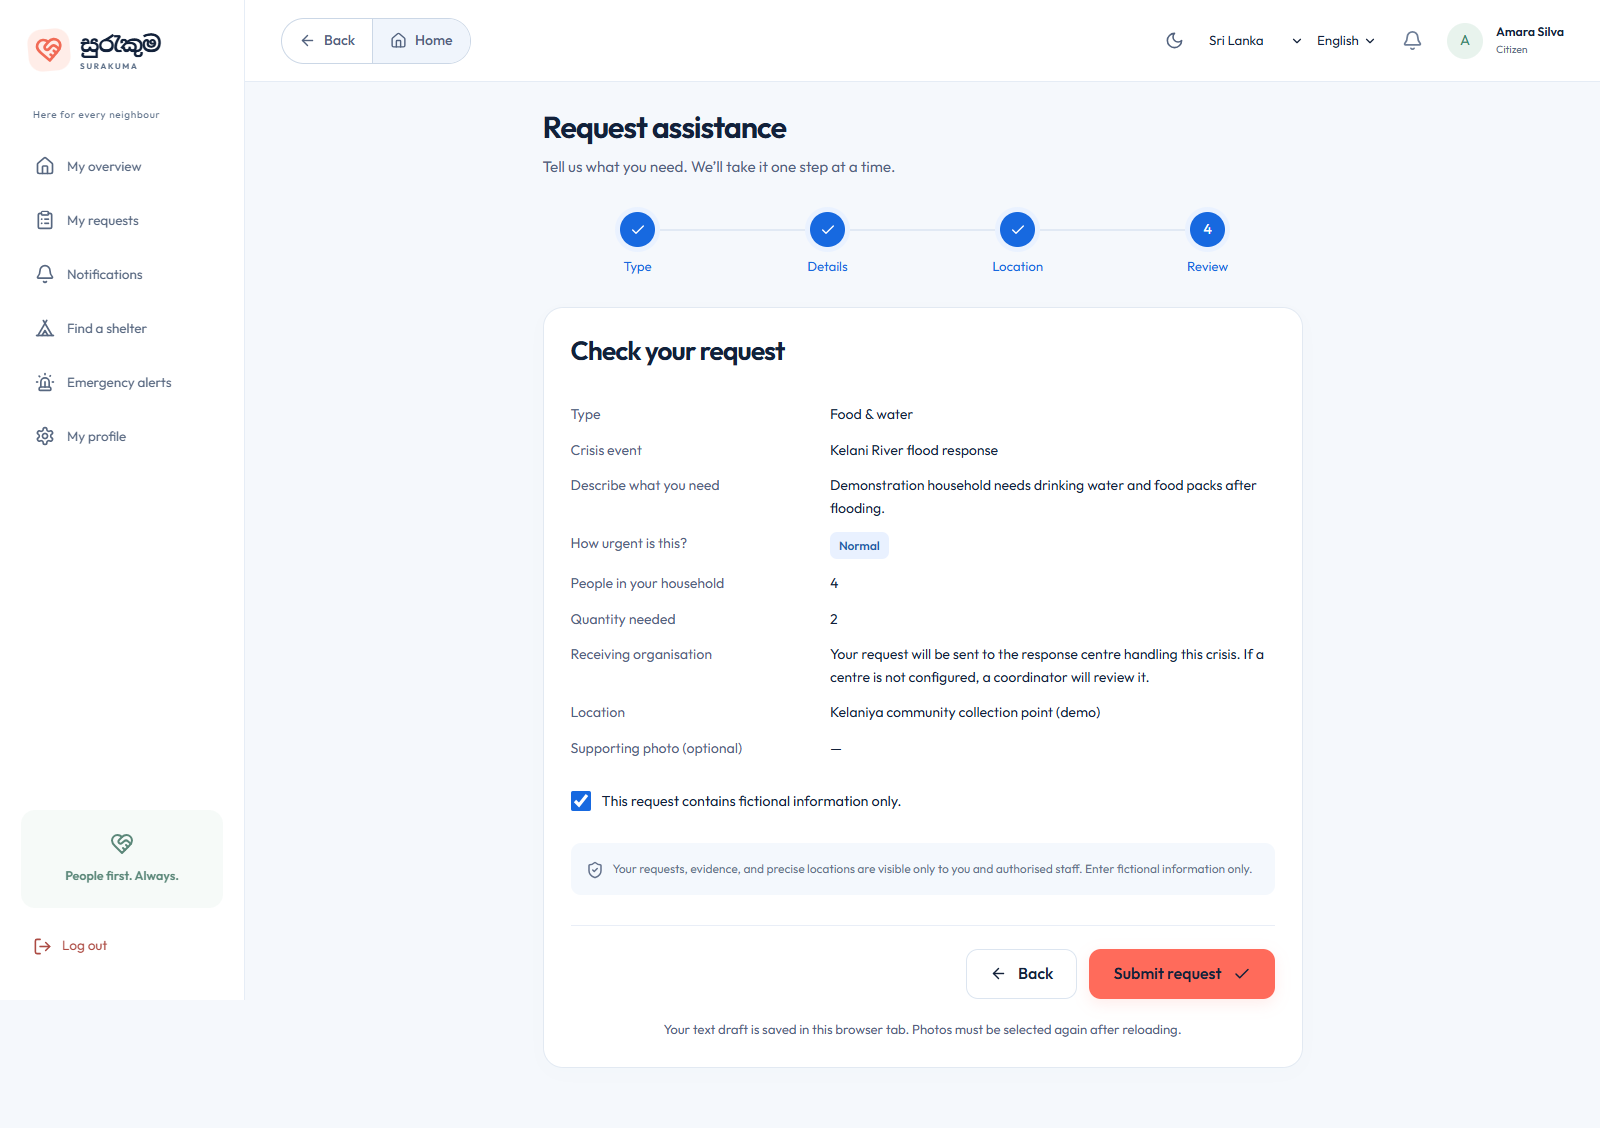 සුරැකුම
SURAKUMA
Here for every neighbour
My overview
My requests
Notifications
Find a shelter
Emergency alerts
My profile
People first. Always.
Log out
Back
Home
Sri Lanka
English
A
Amara Silva
Citizen
Request assistance
Tell us what you need. We’ll take it one step at a time.
Type
Details
Location
4
Review
Check your request
Type
Food & water
Crisis event
Kelani River flood response
Describe what you need
Demonstration household needs drinking water and food packs after
flooding.
How urgent is this?
Normal
People in your household
4
Quantity needed
2
Receiving organisation
Your request will be sent to the response centre handling this crisis. If a
centre is not configured, a coordinator will review it.
Location
Kelaniya community collection point (demo)
Supporting photo (optional)
—
This request contains fictional information only.
Your requests, evidence, and precise locations are visible only to you and authorised staff. Enter fictional information only.
Back
Submit request
Your text draft is saved in this browser tab. Photos must be selected again after reloading.